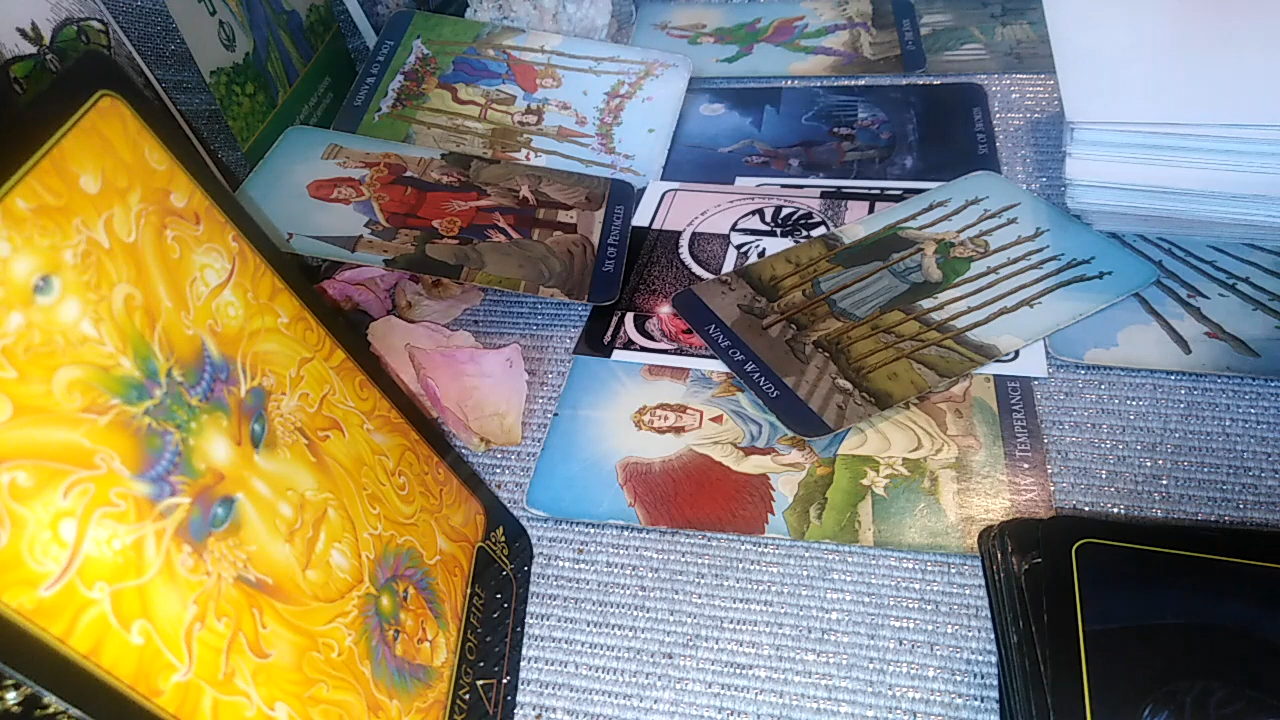 FOUR OF WANDS
SIX OF PENTACLES
SIX OF SWORDS
NINE OF WANDS
XIV • TEMPERANCE
KING OF FIRE